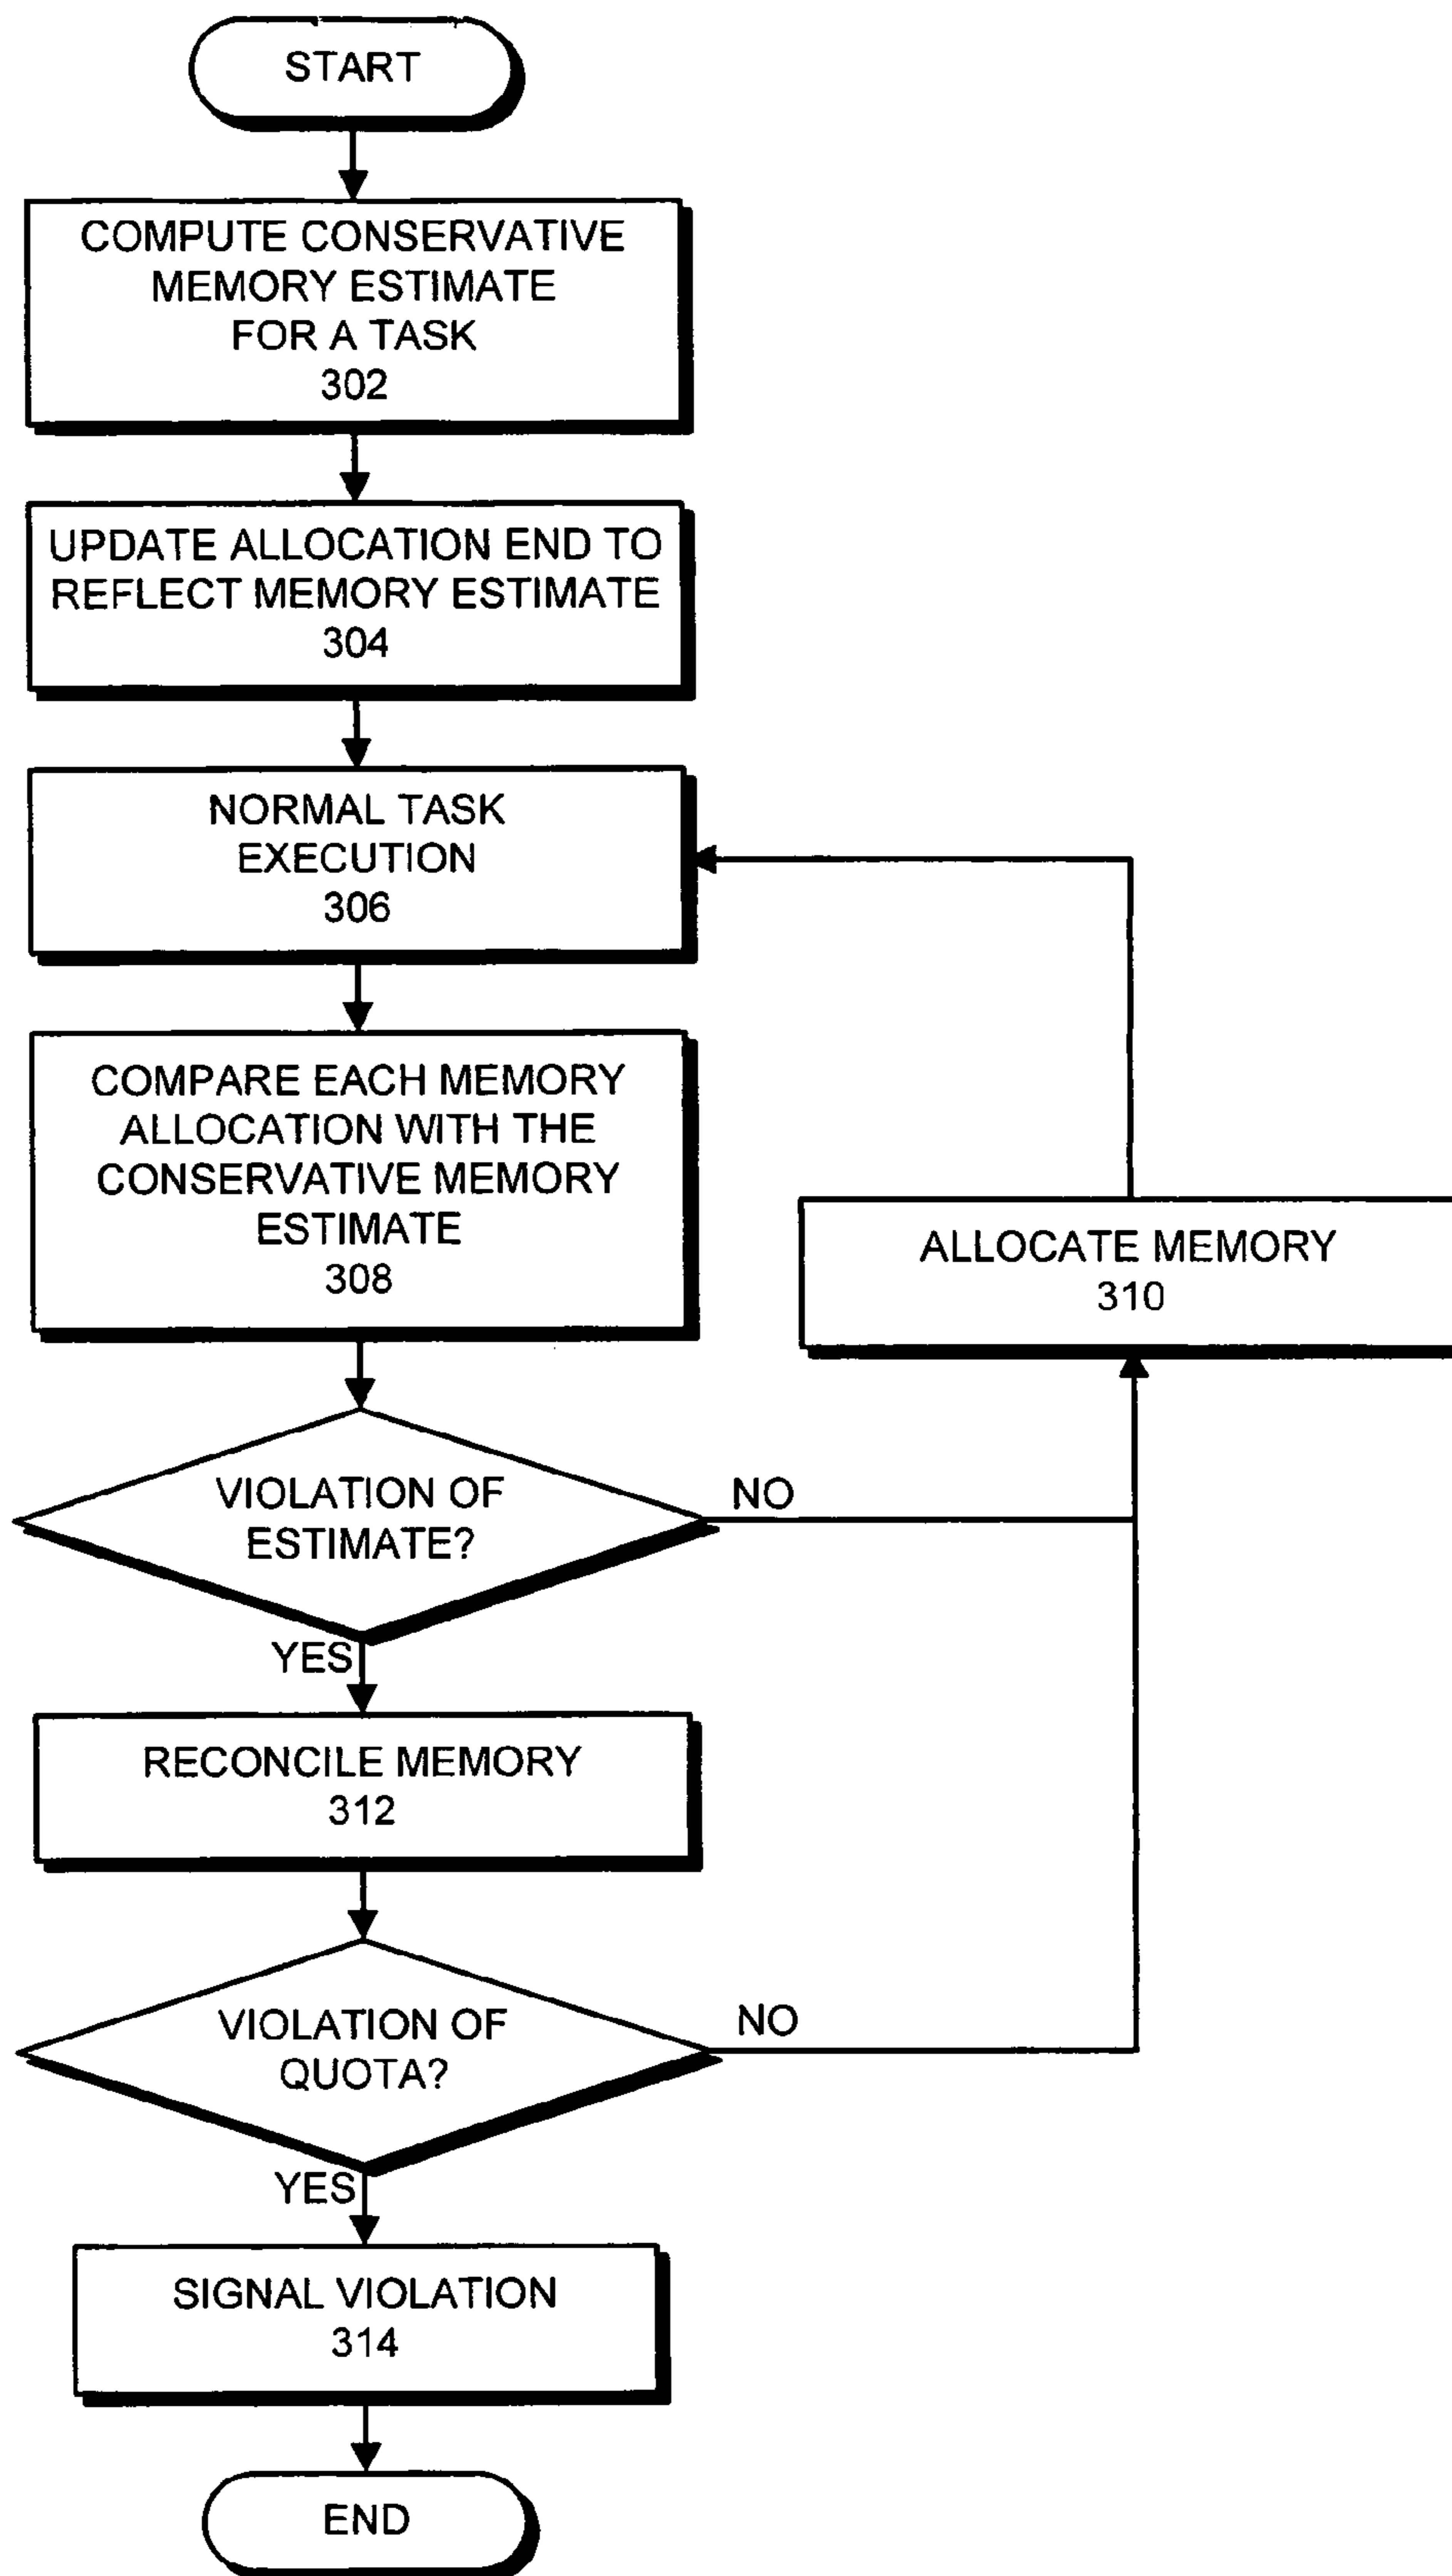 START
COMPUTE CONSERVATIVE
MEMORY ESTIMATE
FOR A TASK
302
UPDATE ALLOCATION END TO
REFLECT MEMORY ESTIMATE
304
NORMAL TASK
EXECUTION
306
COMPARE EACH MEMORY
ALLOCATION WITH THE
CONSERVATIVE MEMORY
ESTIMATE
308
ALLOCATE MEMORY
310
VIOLATION OF
ESTIMATE?
NO
YES
RECONCILE MEMORY
312
VIOLATION OF
QUOTA?
NO
YES
SIGNAL VIOLATION
314
END